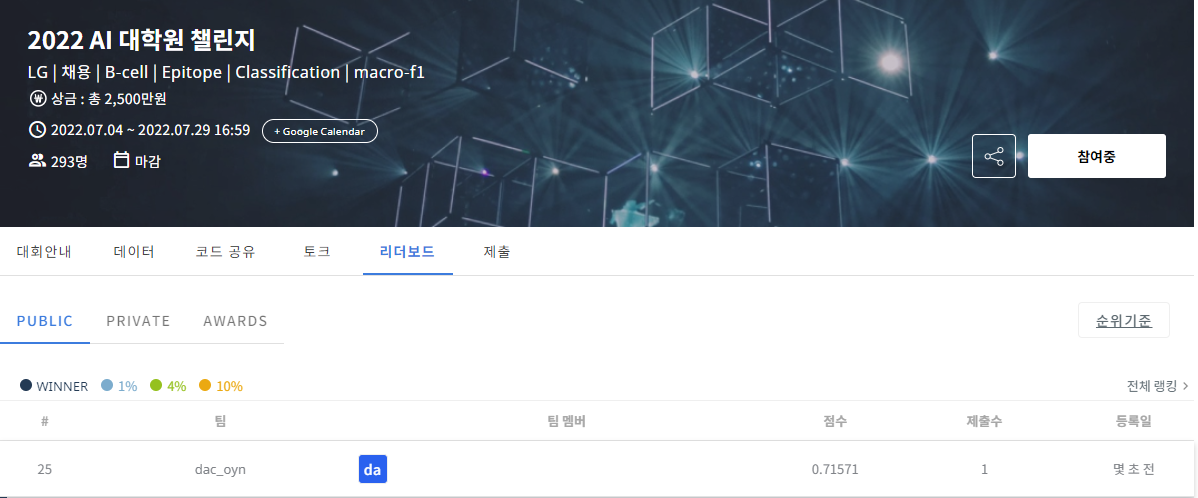 2022 AI 대학원 챌린지
LG | 채용 | B-cell | Epitope | Classification | macro-f1
₩ 상금 : 총 2,500만원
2022.07.04 ~ 2022.07.29 16:59 + Google Calendar
293명 마감
참여중
대회안내 데이터 코드 공유 토크 리더보드 제출
PUBLIC PRIVATE AWARDS 순위기준
WINNER 1% 4% 10% 전체 랭킹 >
# 팀 팀 멤버 점수 제출수 등록일
25 dac_oyn da 0.71571 1 몇 초 전